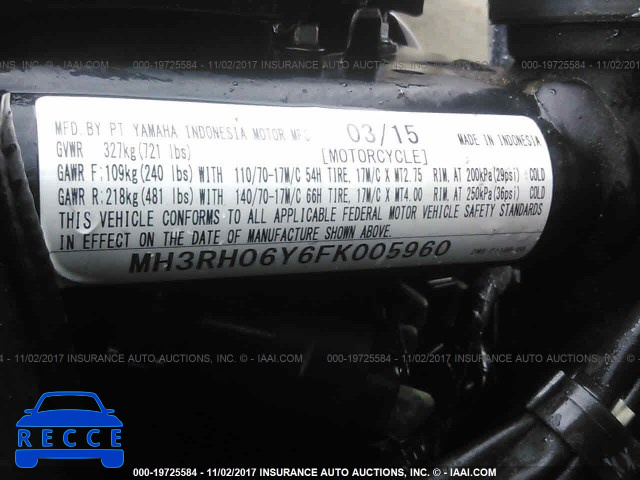 000-19725584 - 11/02/2017 INSURANCE AUTO AUCTIONS, INC. © - IAAI.COM
MFD. BY PT YAMAHA INDONESIA MOTOR MFG 03/15 MADE IN INDONESIA
GVWR 327kg(721 lbs) [MOTORCYCLE]
GAWR F:109kg(240 lbs) WITH 110/70-17M/C 54H TIRE, 17M/C X MT2.75 RIM, AT 200kPa(29psi) COLD
GAWR R:218kg(481 lbs) WITH 140/70-17M/C 66H TIRE, 17M/C X MT4.00 RIM, AT 250kPa(36psi) COLD
THIS VEHICLE CONFORMS TO ALL APPLICABLE FEDERAL MOTOR VEHICLE SAFETY STANDARDS
IN EFFECT ON THE DATE OF MANUFACTURE SHOWN ABOVE.
MH3RH06Y6FK005960
000-19725584 - 11/02/2017 INSURANCE AUTO AUCTIONS, INC. © - IAAI.COM
RECCE
000-19725584 - 11/02/2017 INSURANCE AUTO AUCTIONS, INC. © - IAAI.COM